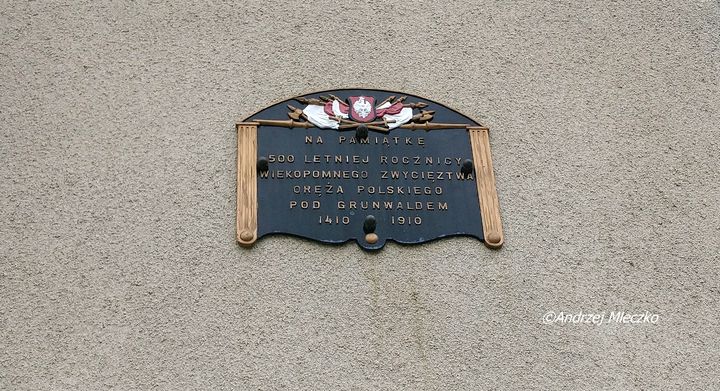 NA PAMIĄTKĘ
500 LETNIEJ ROCZNICY
WIEKOPOMNEGO ZWYCIĘZTWA
ORĘŻA POLSKIEGO
POD GRUNWALDEM
1410 1910
©Andrzej Mleczko